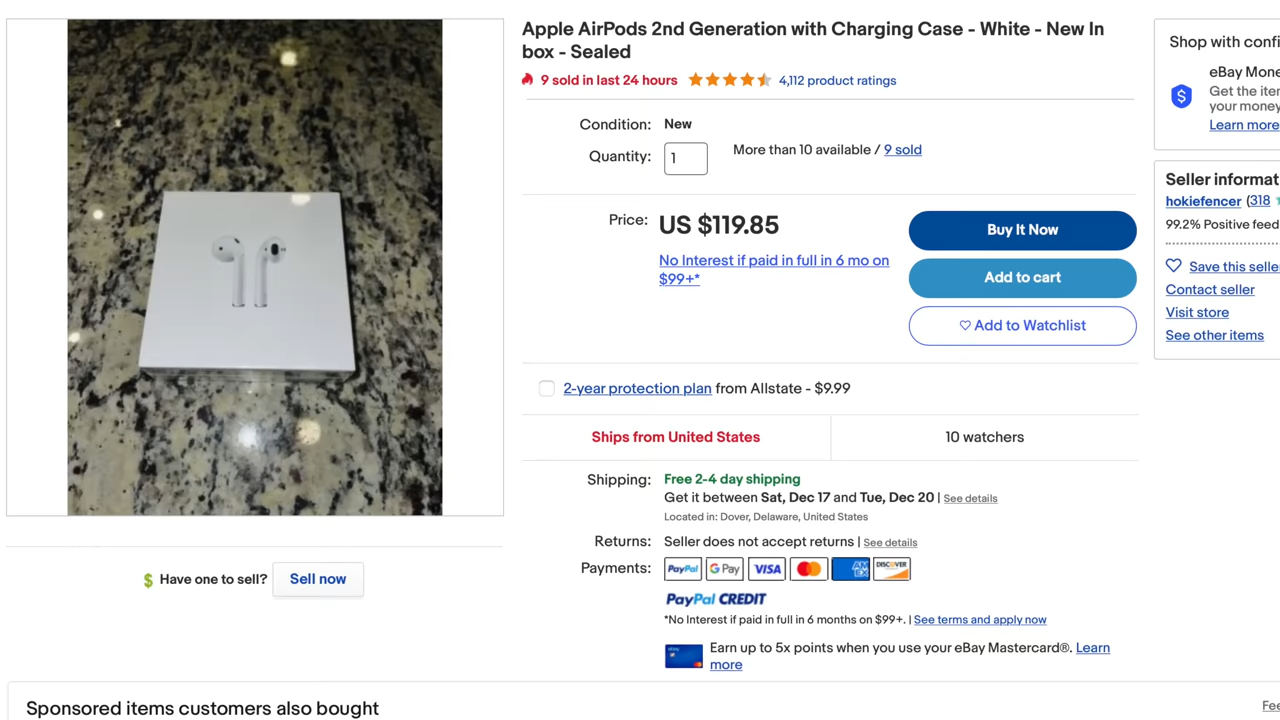 Apple AirPods 2nd Generation with Charging Case - White - New In
box - Sealed
9 sold in last 24 hours 4,112 product ratings
Condition: New
Quantity: 1 More than 10 available / 9 sold
Price: US $119.85
No Interest if paid in full in 6 mo on
$99+*
Buy It Now
Add to cart
Add to Watchlist
2-year protection plan from Allstate - $9.99
Ships from United States 10 watchers
Shipping: Free 2-4 day shipping
Get it between Sat, Dec 17 and Tue, Dec 20 | See details
Located in: Dover, Delaware, United States
Returns: Seller does not accept returns | See details
Payments: PayPal G Pay VISA AMEX DISCOVER
PayPal CREDIT
*No Interest if paid in full in 6 months on $99+. | See terms and apply now
Earn up to 5x points when you use your eBay Mastercard®. Learn
more
$ Have one to sell? Sell now
Shop with confi
eBay Mone
$ Get the iter
your money
Learn more
Seller informat
hokiefencer (318
99.2% Positive feed
Save this selle
Contact seller
Visit store
See other items
Sponsored items customers also bought
Fee